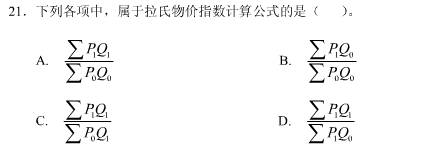 21．下列各项中，属于拉氏物价指数计算公式的是（　　）。
A. ∑P₁Q₁ / ∑P₀Q₀
B. ∑P₁Q₀ / ∑P₀Q₀
C. ∑P₁Q₁ / ∑P₀Q₁
D. ∑P₁Q₁ / ∑P₁Q₀